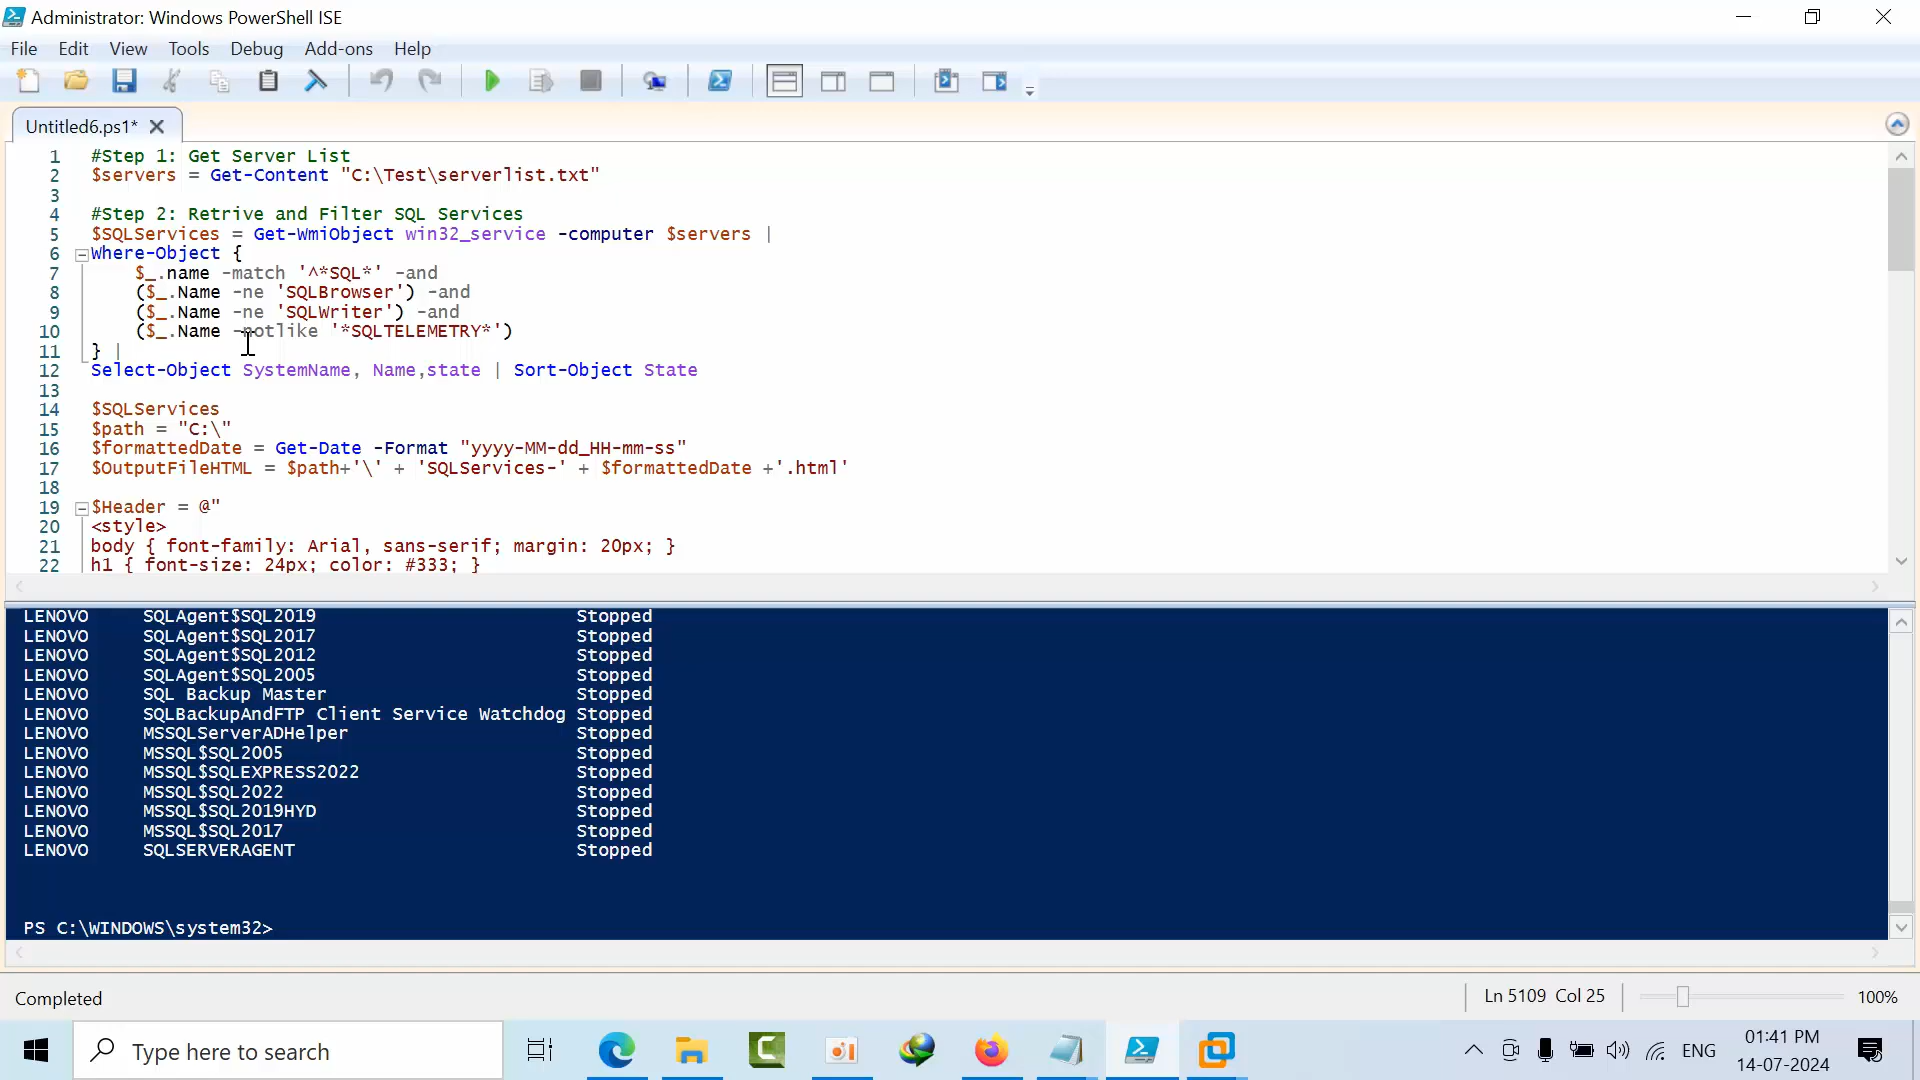 Administrator: Windows PowerShell ISE
File Edit View Tools Debug Add-ons Help
Untitled6.ps1*
1 #Step 1: Get Server List
2 $servers = Get-Content "C:\Test\serverlist.txt"
3
4 #Step 2: Retrive and Filter SQL Services
5 $SQLServices = Get-WmiObject win32_service -computer $servers |
6 Where-Object {
7 $_.name -match '^*SQL*' -and
8 ($_.Name -ne 'SQLBrowser') -and
9 ($_.Name -ne 'SQLWriter') -and
10 ($_.Name -notlike '*SQLTELEMETRY*')
11 } |
12 Select-Object SystemName, Name,state | Sort-Object State
13
14 $SQLServices
15 $path = "C:\"
16 $formattedDate = Get-Date -Format "yyyy-MM-dd_HH-mm-ss"
17 $OutputFileHTML = $path+'\' + 'SQLServices-' + $formattedDate +'.html'
18
19 $Header = @"
20 <style>
21 body { font-family: Arial, sans-serif; margin: 20px; }
22 h1 { font-size: 24px; color: #333; }
LENOVO SQLAgent$SQL2019 Stopped
LENOVO SQLAgent$SQL2017 Stopped
LENOVO SQLAgent$SQL2012 Stopped
LENOVO SQLAgent$SQL2005 Stopped
LENOVO SQL Backup Master Stopped
LENOVO SQLBackupAndFTP Client Service Watchdog Stopped
LENOVO MSSQLServerADHelper Stopped
LENOVO MSSQL$SQL2005 Stopped
LENOVO MSSQL$SQLEXPRESS2022 Stopped
LENOVO MSSQL$SQL2022 Stopped
LENOVO MSSQL$SQL2019HYD Stopped
LENOVO MSSQL$SQL2017 Stopped
LENOVO SQLSERVERAGENT Stopped
PS C:\WINDOWS\system32>
Completed Ln 5109 Col 25 100%
Type here to search
ENG
01:41 PM
14-07-2024